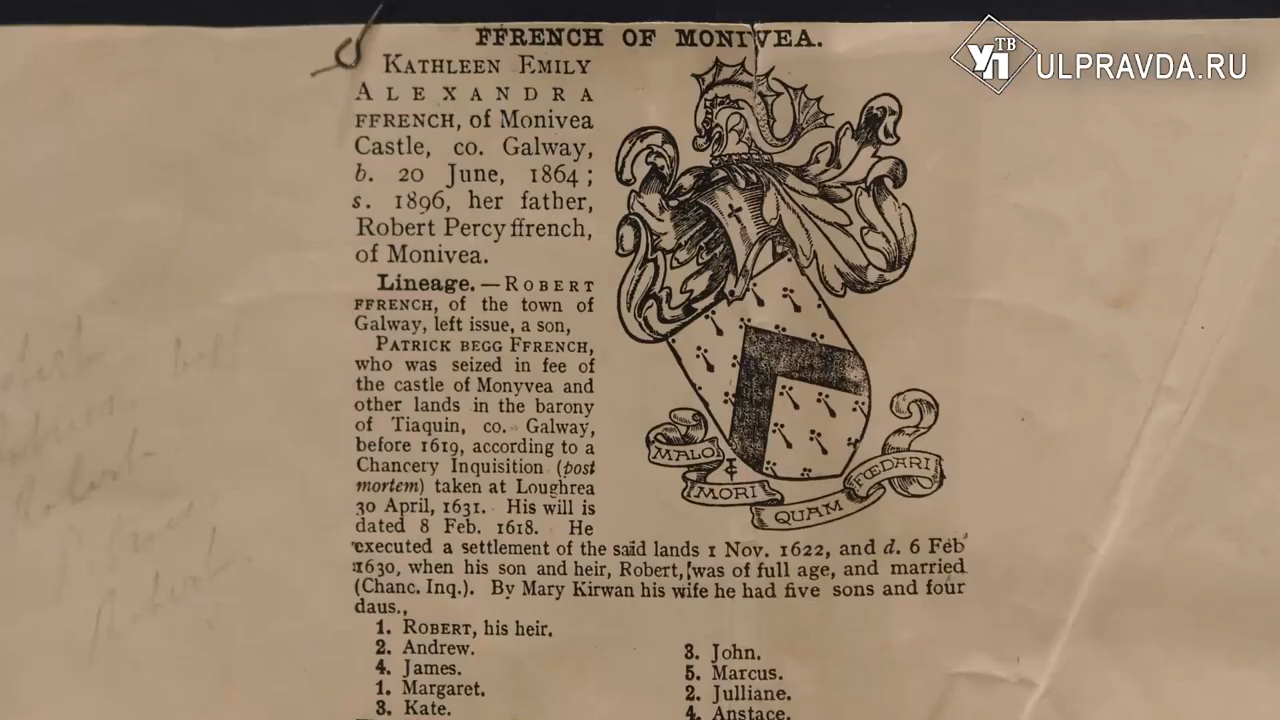 FFRENCH OF MONIVEA.
УП ТВ ULPRAVDA.RU
KATHLEEN EMILY
ALEXANDRA
FFRENCH, of Monivea
Castle, co. Galway,
b. 20 June, 1864;
s. 1896, her father,
Robert Percy ffrench,
of Monivea.
Lineage.—ROBERT
FFRENCH, of the town of
Galway, left issue, a son,
PATRICK BEGG FFRENCH,
who was seized in fee of
the castle of Monyvea and
other lands in the barony
of Tiaquin, co. Galway,
before 1619, according to a
Chancery Inquisition (post
mortem) taken at Loughrea
30 April, 1631. His will is
dated 8 Feb. 1618. He
executed a settlement of the said lands 1 Nov. 1622, and d. 6 Feb
1630, when his son and heir, Robert, was of full age, and married
(Chanc. Inq.). By Mary Kirwan his wife he had five sons and four
daus.,
MALO MORI QUAM FŒDARI
1. ROBERT, his heir.
2. Andrew.
3. John.
4. James.
5. Marcus.
1. Margaret.
2. Julliane.
3. Kate.
4. Anstace.